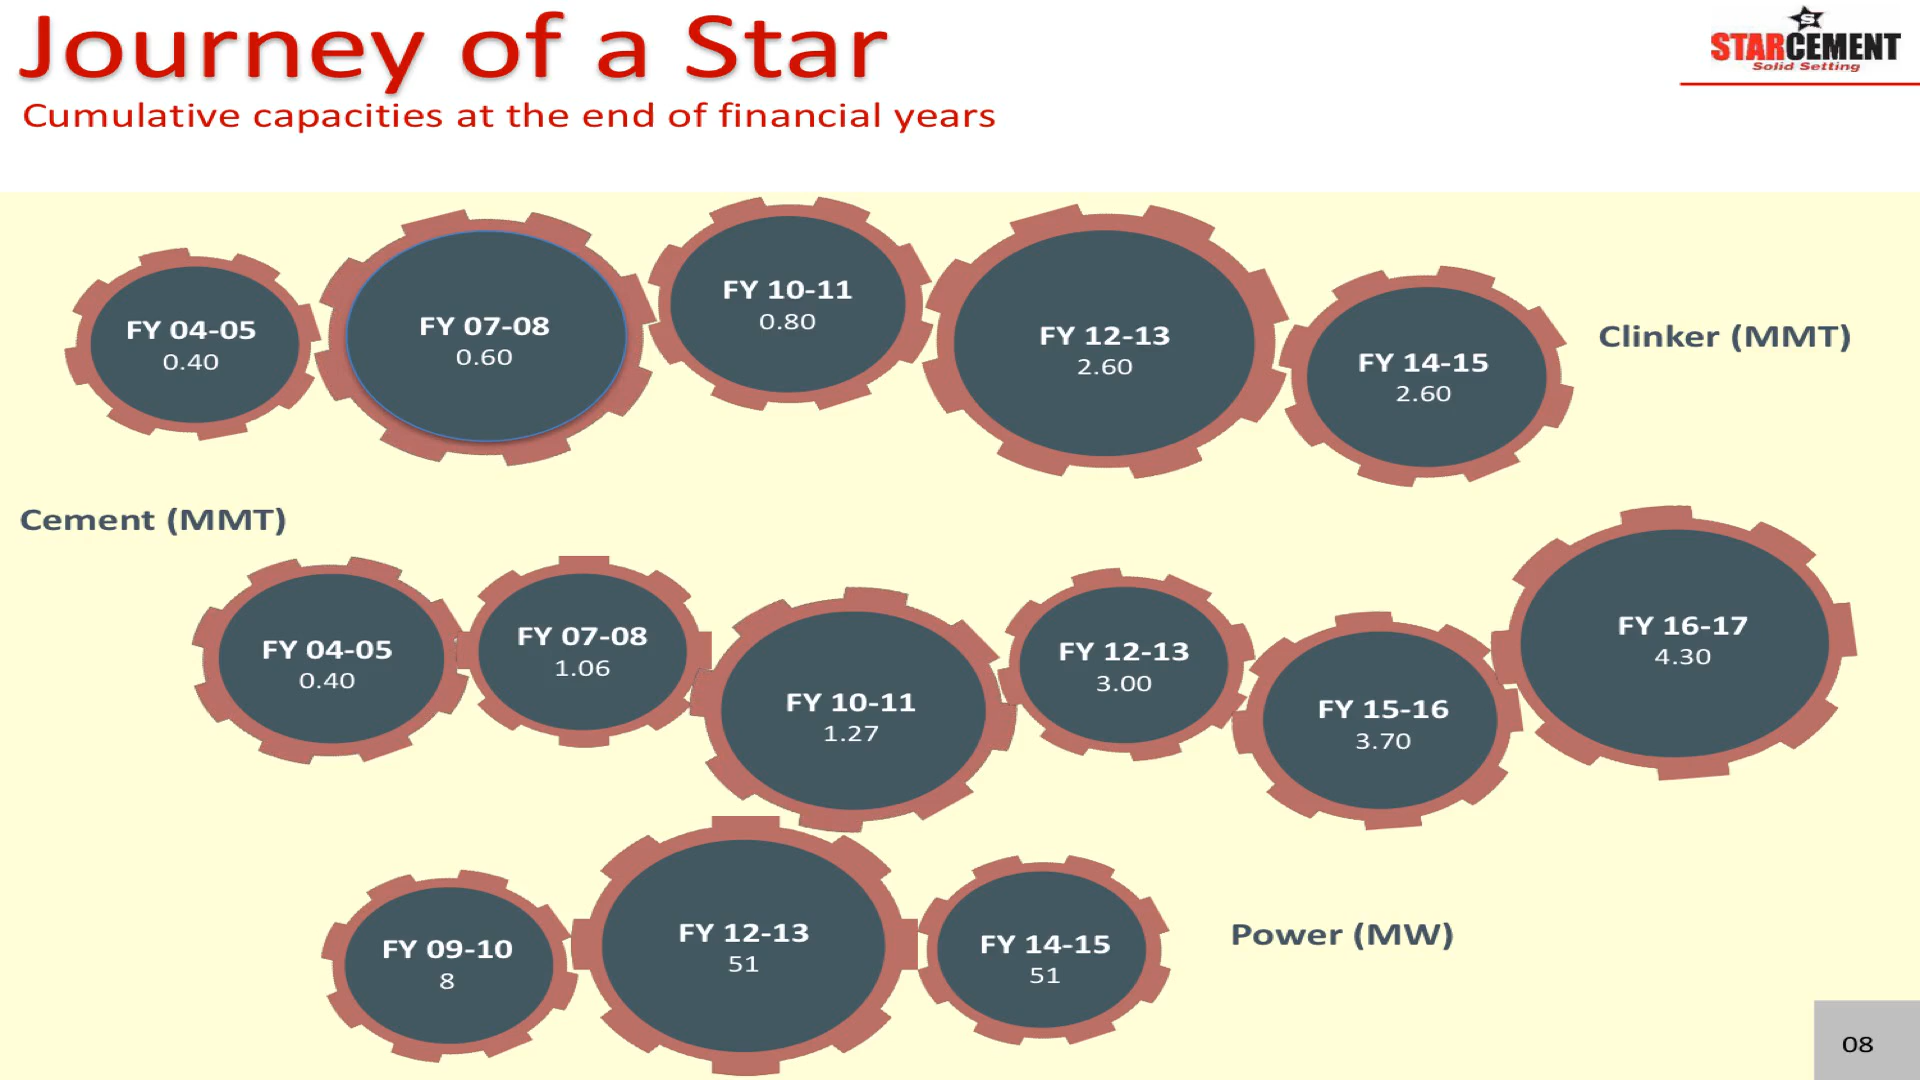 Journey of a Star
Cumulative capacities at the end of financial years
S
STARCEMENT
Solid Setting
FY 04-05
0.40
FY 07-08
0.60
FY 10-11
0.80
FY 12-13
2.60
FY 14-15
2.60
Clinker (MMT)
Cement (MMT)
FY 04-05
0.40
FY 07-08
1.06
FY 10-11
1.27
FY 12-13
3.00
FY 15-16
3.70
FY 16-17
4.30
FY 09-10
8
FY 12-13
51
FY 14-15
51
Power (MW)
08